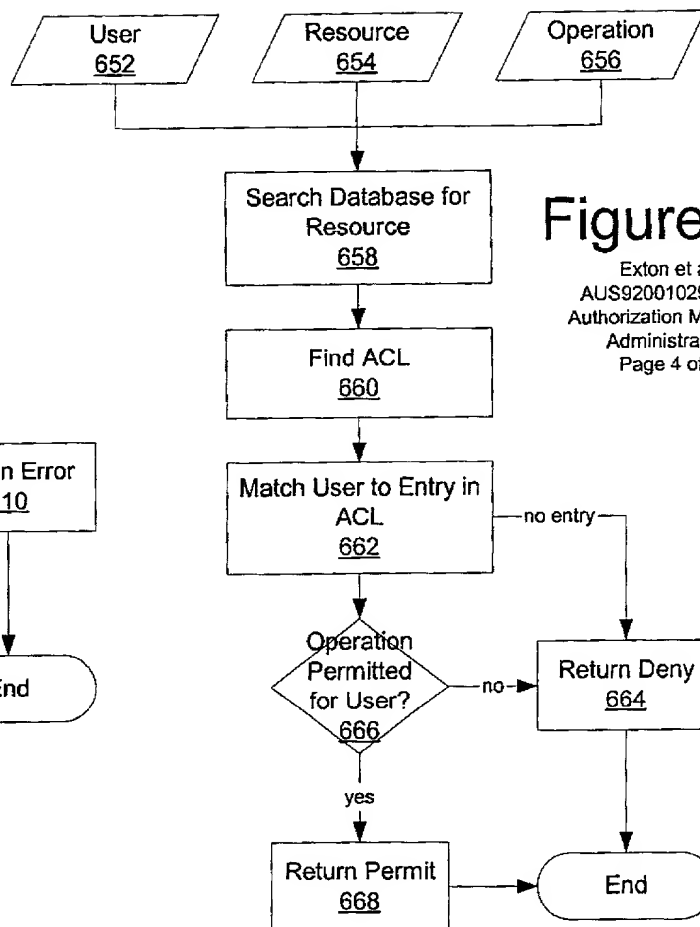 User
652
Resource
654
Operation
656
Search Database for
Resource
658
Figure
Exton et a
AUS92001029
Authorization M
Administra
Page 4 of
Find ACL
660
n Error
10
Match User to Entry in
ACL
662
no entry
Operation
Permitted
for User?
666
no
Return Deny
664
End
yes
Return Permit
668
End